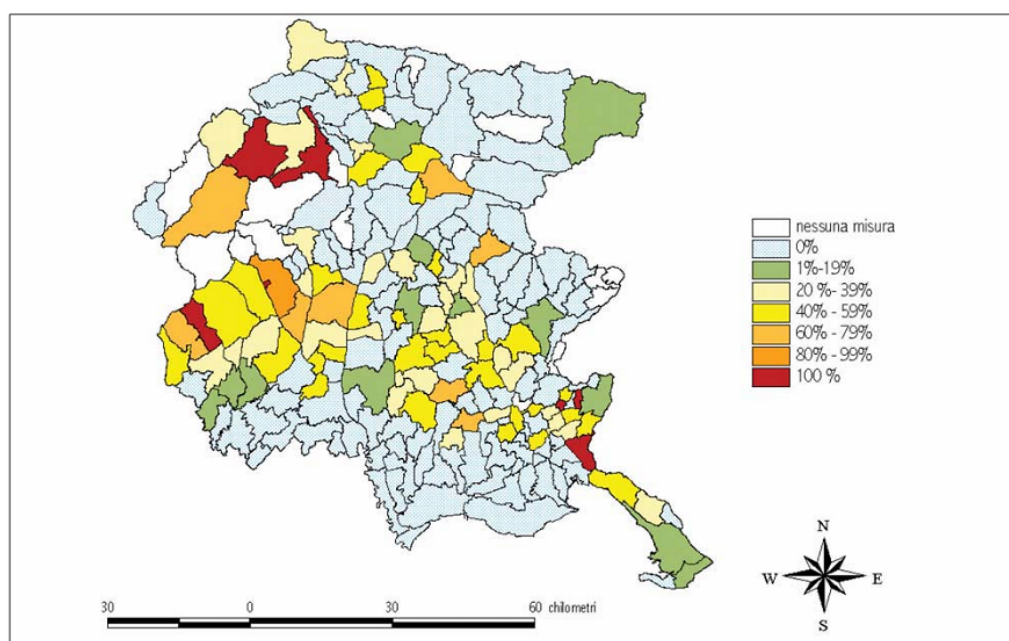 nessuna misura
0%
1%-19%
20 %- 39%
40% - 59%
60% - 79%
80% - 99%
100 %
N
W E
S
30 0 30 60 chilometri